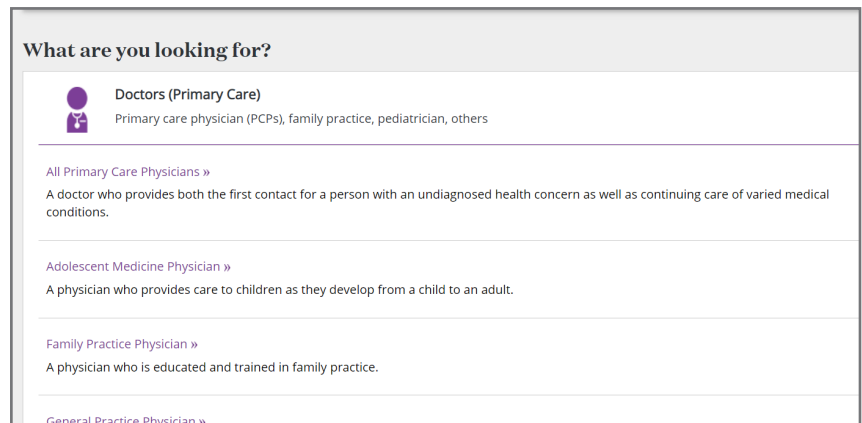 What are you looking for?
Doctors (Primary Care)
Primary care physician (PCPs), family practice, pediatrician, others
All Primary Care Physicians »
A doctor who provides both the first contact for a person with an undiagnosed health concern as well as continuing care of varied medical
conditions.
Adolescent Medicine Physician »
A physician who provides care to children as they develop from a child to an adult.
Family Practice Physician »
A physician who is educated and trained in family practice.
General Practice Physician »